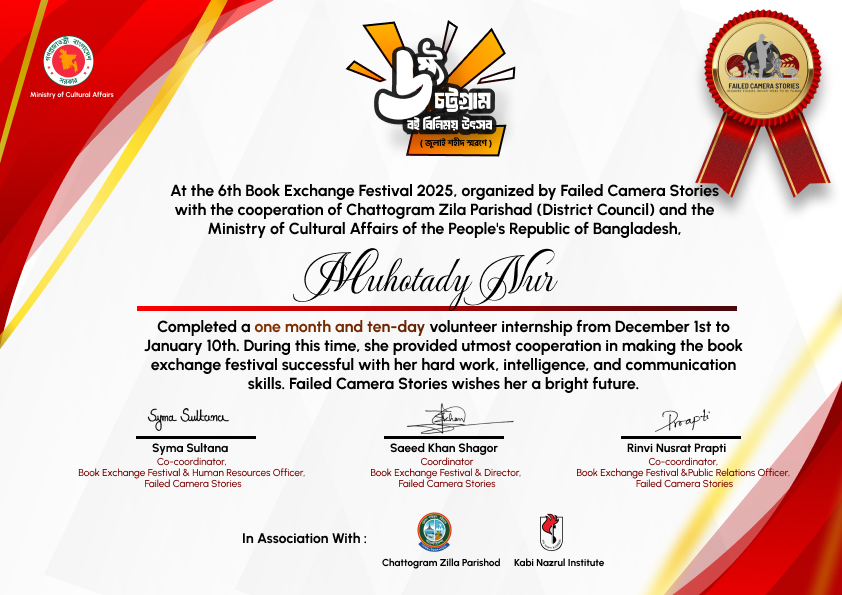 গণপ্রজাতন্ত্রী বাংলাদেশ
সরকার
Ministry of Cultural Affairs
৬ষ্ঠ
চট্টগ্রাম
বই বিনিময় উৎসব
( জুলাই শহীদ স্মরণে )
FAILED CAMERA STORIES
At the 6th Book Exchange Festival 2025, organized by Failed Camera Stories
with the cooperation of Chattogram Zila Parishad (District Council) and the
Ministry of Cultural Affairs of the People's Republic of Bangladesh,
Muhotady Nur
Completed a one month and ten-day volunteer internship from December 1st to
January 10th. During this time, she provided utmost cooperation in making the book
exchange festival successful with her hard work, intelligence, and communication
skills. Failed Camera Stories wishes her a bright future.
Syma Sultana
Prapti
Syma Sultana
Saeed Khan Shagor
Rinvi Nusrat Prapti
Co-coordinator,
Coordinator
Co-coordinator,
Book Exchange Festival & Human Resources Officer,
Book Exchange Festival & Director,
Book Exchange Festival &Public Relations Officer,
Failed Camera Stories
Failed Camera Stories
Failed Camera Stories
In Association With :
Chattogram Zilla Parishod
Kabi Nazrul Institute